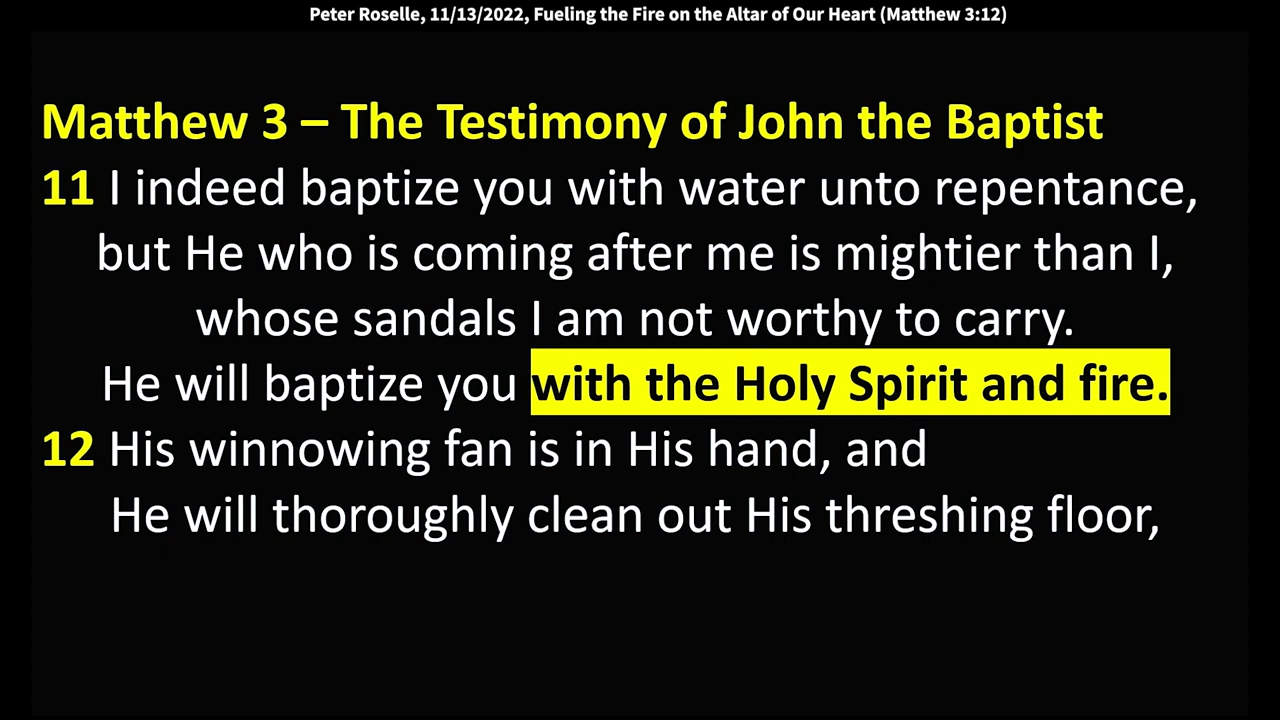 Peter Roselle, 11/13/2022, Fueling the Fire on the Altar of Our Heart (Matthew 3:12)
Matthew 3 – The Testimony of John the Baptist
11 I indeed baptize you with water unto repentance,
but He who is coming after me is mightier than I,
whose sandals I am not worthy to carry.
He will baptize you with the Holy Spirit and fire.
12 His winnowing fan is in His hand, and
He will thoroughly clean out His threshing floor,